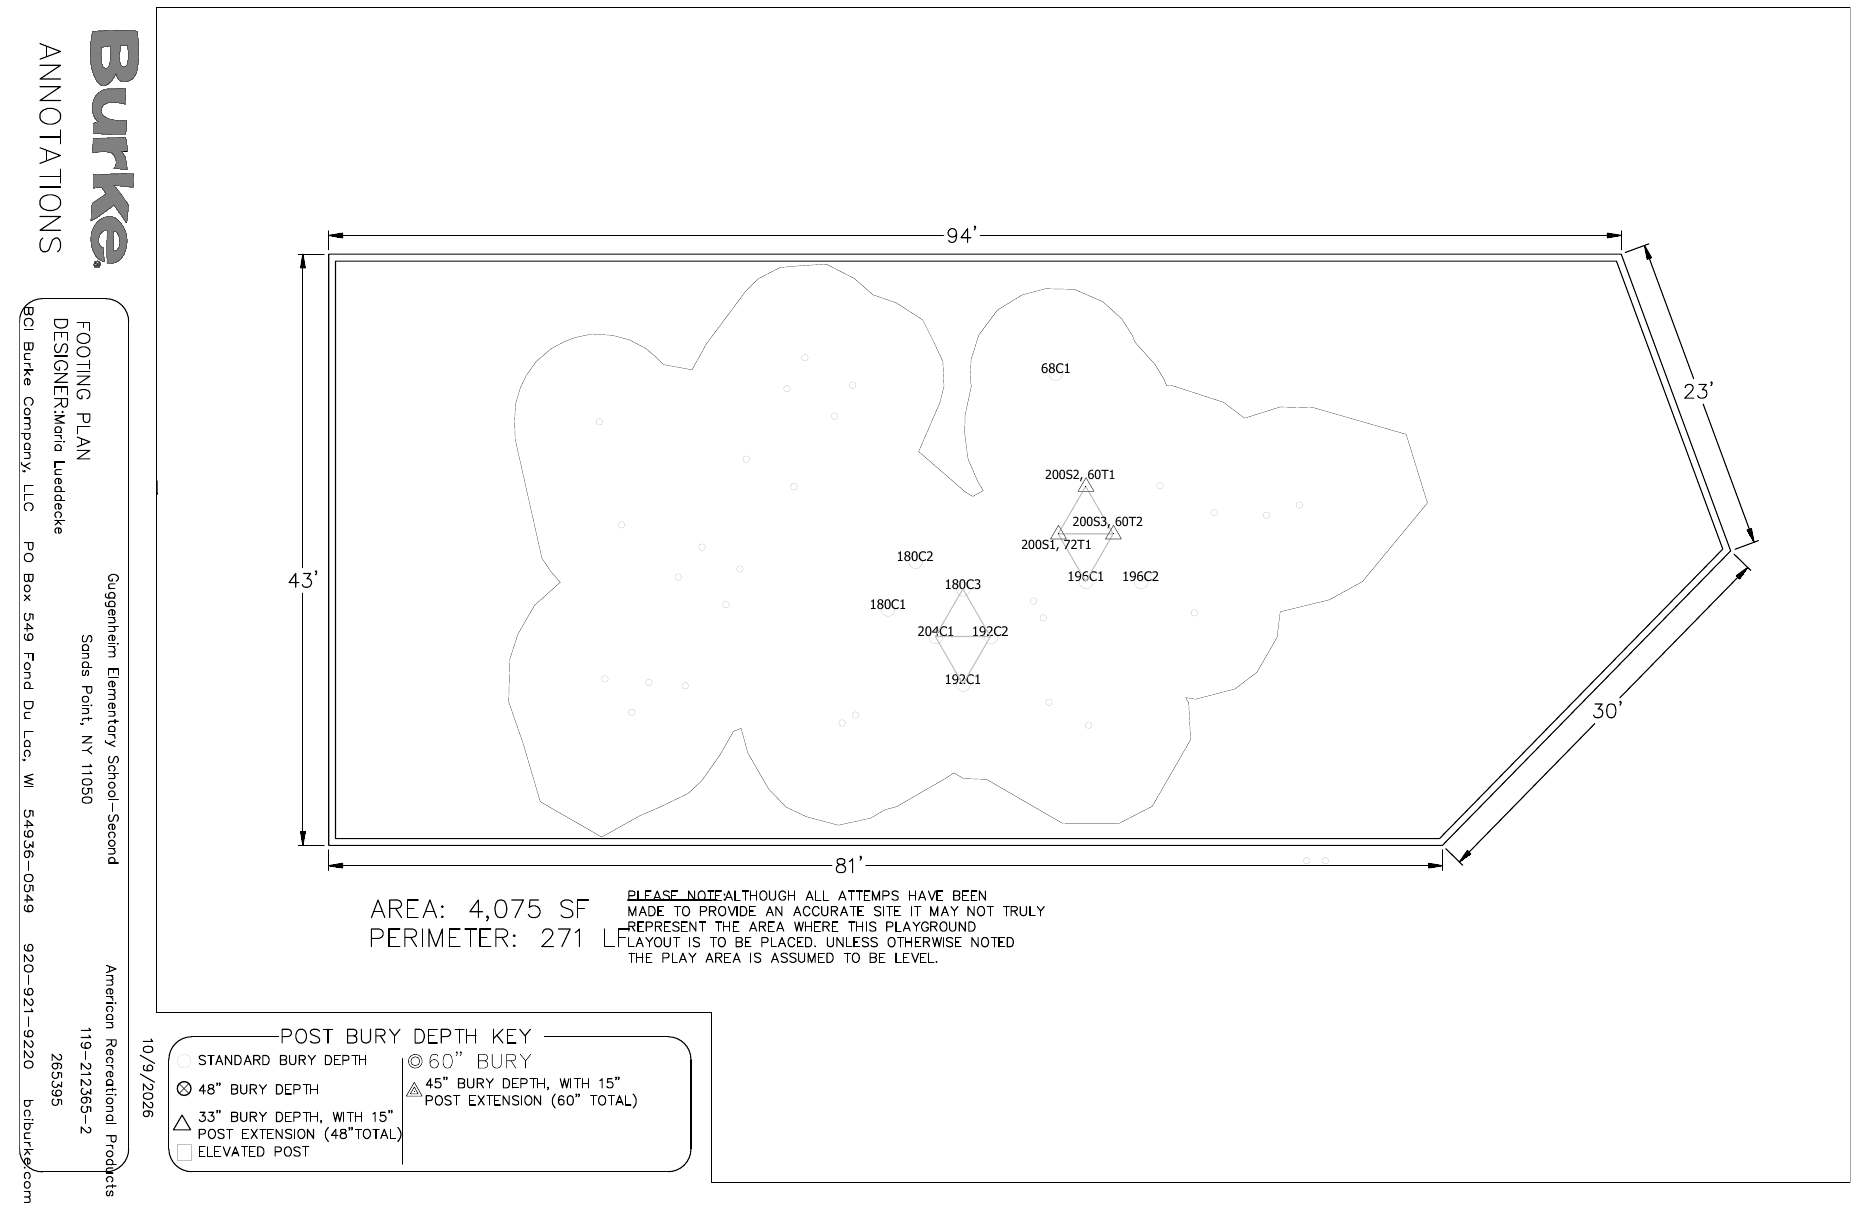 Burke
ANNOTATIONS
FOOTING PLAN
DESIGNER:Maria Lueddecke
Guggenheim Elementary School-Second
Sands Point, NY 11050
American Recreational Products
119-212365-2
265395
BCI Burke Company, LLC PO Box 549 Fond Du Lac, WI 54936-0549 920-921-9220 bciburke.com
10/9/2026
94'
23'
43'
30'
81'
68C1
200S2, 60T1
200S3, 60T2
200S1, 72T1
180C2
196C1
196C2
180C3
180C1
204C1
192C2
192C1
AREA: 4,075 SF
PERIMETER: 271 LF
PLEASE NOTE:ALTHOUGH ALL ATTEMPS HAVE BEEN
MADE TO PROVIDE AN ACCURATE SITE IT MAY NOT TRULY
REPRESENT THE AREA WHERE THIS PLAYGROUND
LAYOUT IS TO BE PLACED. UNLESS OTHERWISE NOTED
THE PLAY AREA IS ASSUMED TO BE LEVEL.
POST BURY DEPTH KEY
STANDARD BURY DEPTH
48" BURY DEPTH
33" BURY DEPTH, WITH 15"
POST EXTENSION (48"TOTAL)
ELEVATED POST
60" BURY
45" BURY DEPTH, WITH 15"
POST EXTENSION (60" TOTAL)